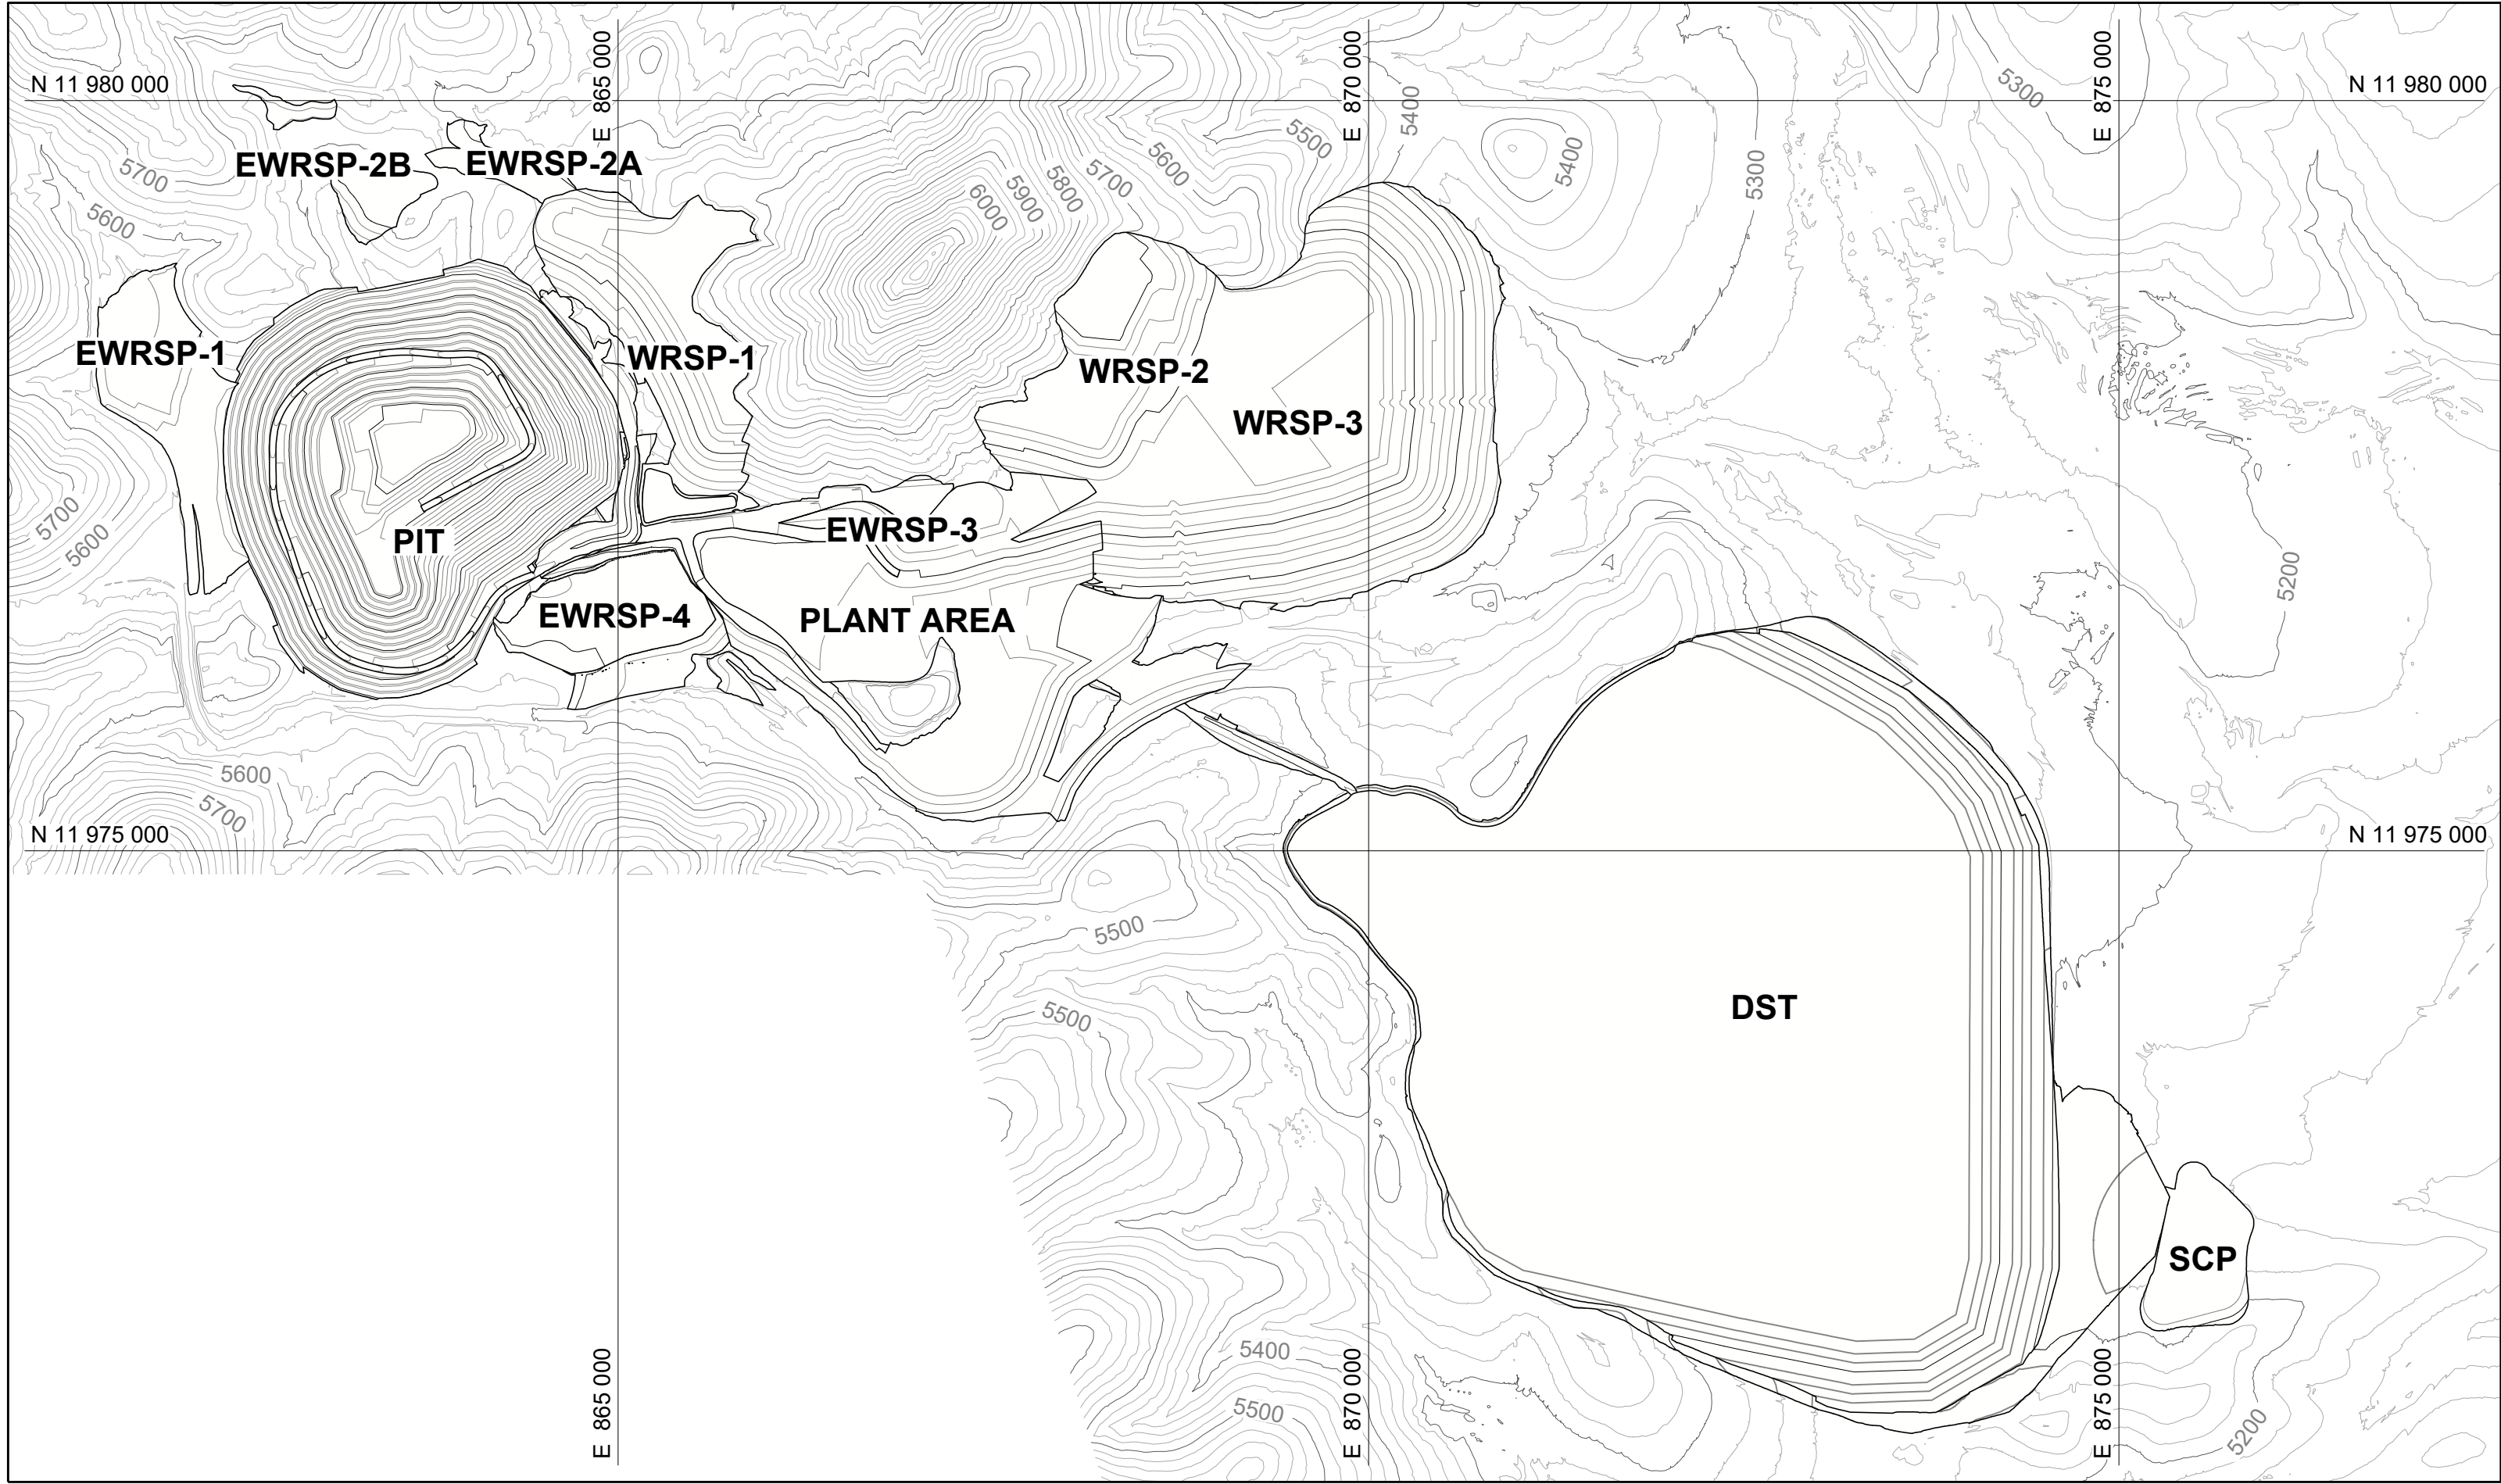 E 865 000
E 870 000
E 875 000
N 11 980 000
N 11 980 000
5300
5400
5500
5400
5600
5300
5700
5700
5800
5900
6000
5600
EWRSP-2B
EWRSP-2A
EWRSP-1
WRSP-1
WRSP-2
WRSP-3
5700
5600
PIT
EWRSP-3
EWRSP-4
PLANT AREA
5200
5600
5700
N 11 975 000
N 11 975 000
5500
5500
DST
SCP
5400
5500
5200
E 865 000
E 870 000
E 875 000